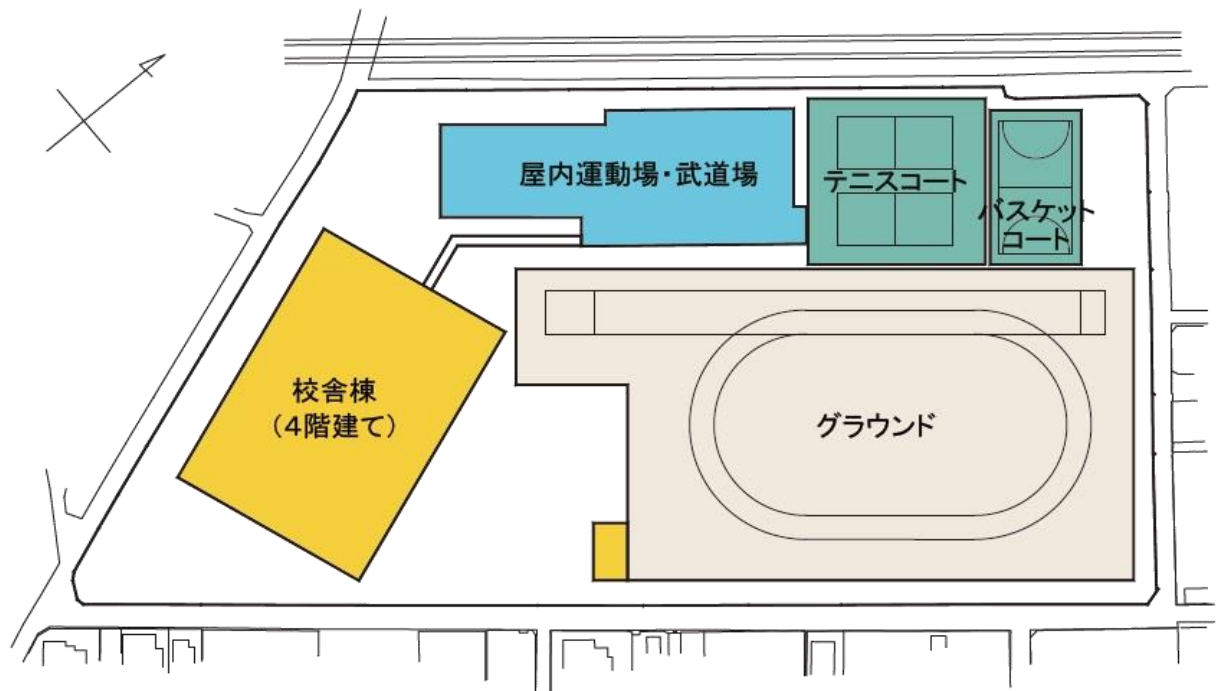 屋内運動場・武道場
テニスコート
バスケット
コート
校舎棟
（4階建て）
グラウンド